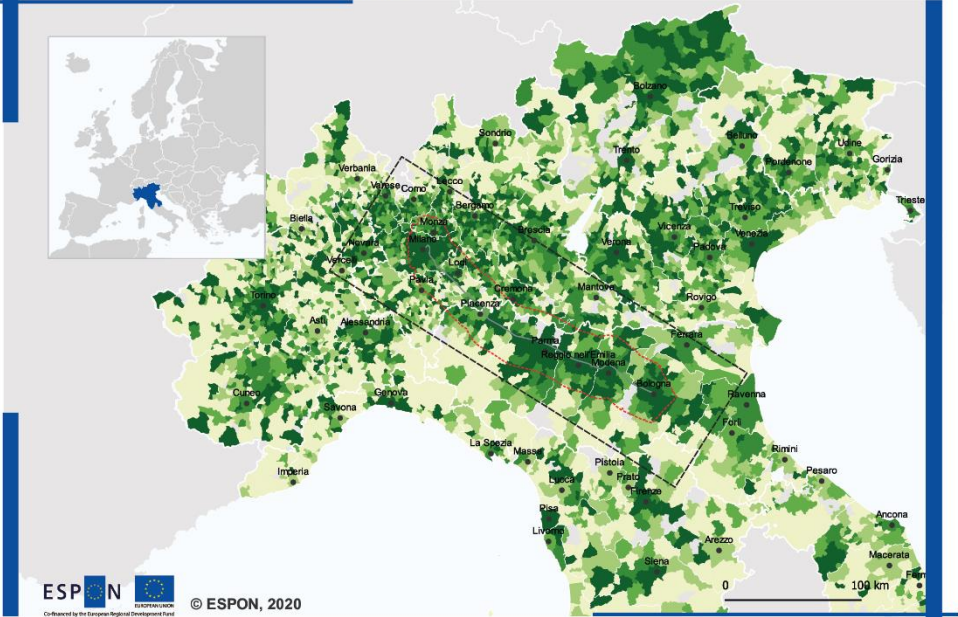 Bolzano
Sondrio
Trento
Belluno
Udine
Pordenone
Gorizia
Verbania
Lecco
Varese
Como
Bergamo
Trieste
Biella
Monza
Treviso
Milano
Brescia
Vicenza
Venezia
Novara
Verona
Padova
Vercelli
Lodi
Pavia
Cremona
Mantova
Torino
Piacenza
Rovigo
Asti
Alessandria
Parma
Ferrara
Reggio nell'Emilia
Modena
Bologna
Cuneo
Genova
Ravenna
Savona
Forlì
La Spezia
Massa
Rimini
Imperia
Pistoia
Pesaro
Lucca
Prato
Firenze
Pisa
Ancona
Livorno
Arezzo
Macerata
Siena
Ferm
0 100 km
ESPON
EUROPEAN UNION
Co-financed by the European Regional Development Fund
© ESPON, 2020